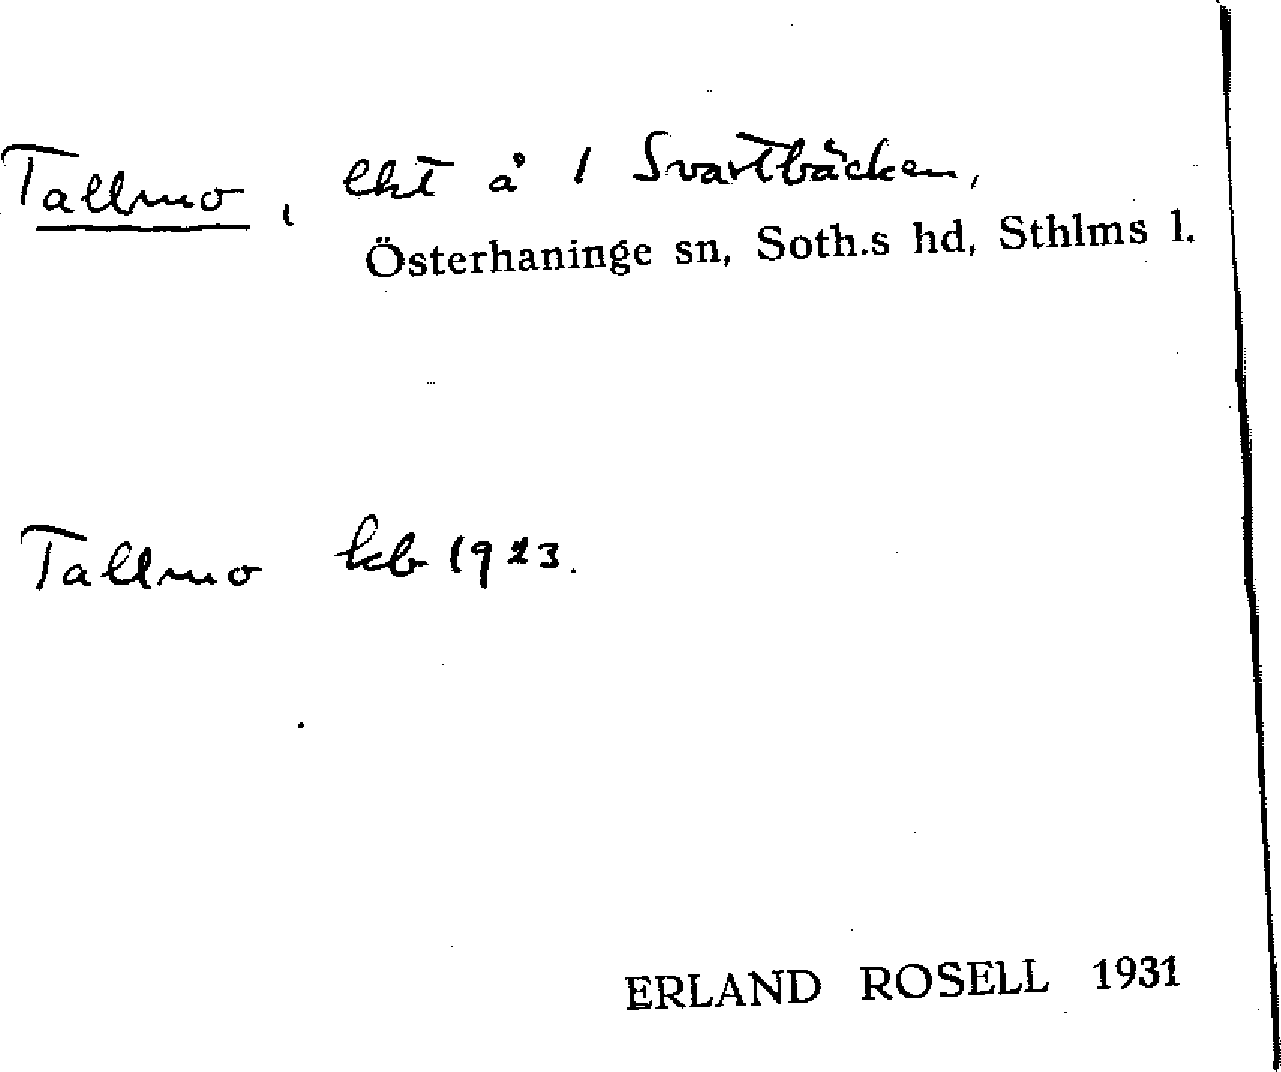 Tallmo, lht å 1 Svartbäcken,
Österhaninge sn, Soth.s hd, Sthlms l.
Tallmo kb 1923.
ERLAND ROSELL 1931